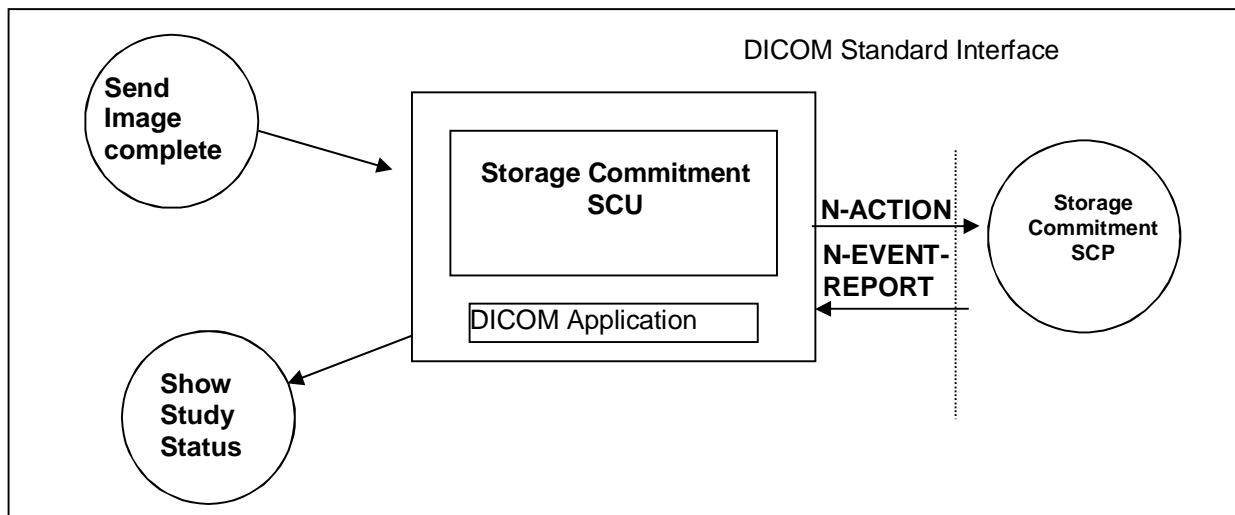 DICOM Standard Interface
Send
Image
complete
Storage Commitment
SCU
N-ACTION
N-EVENT-
REPORT
Storage
Commitment
SCP
DICOM Application
Show
Study
Status